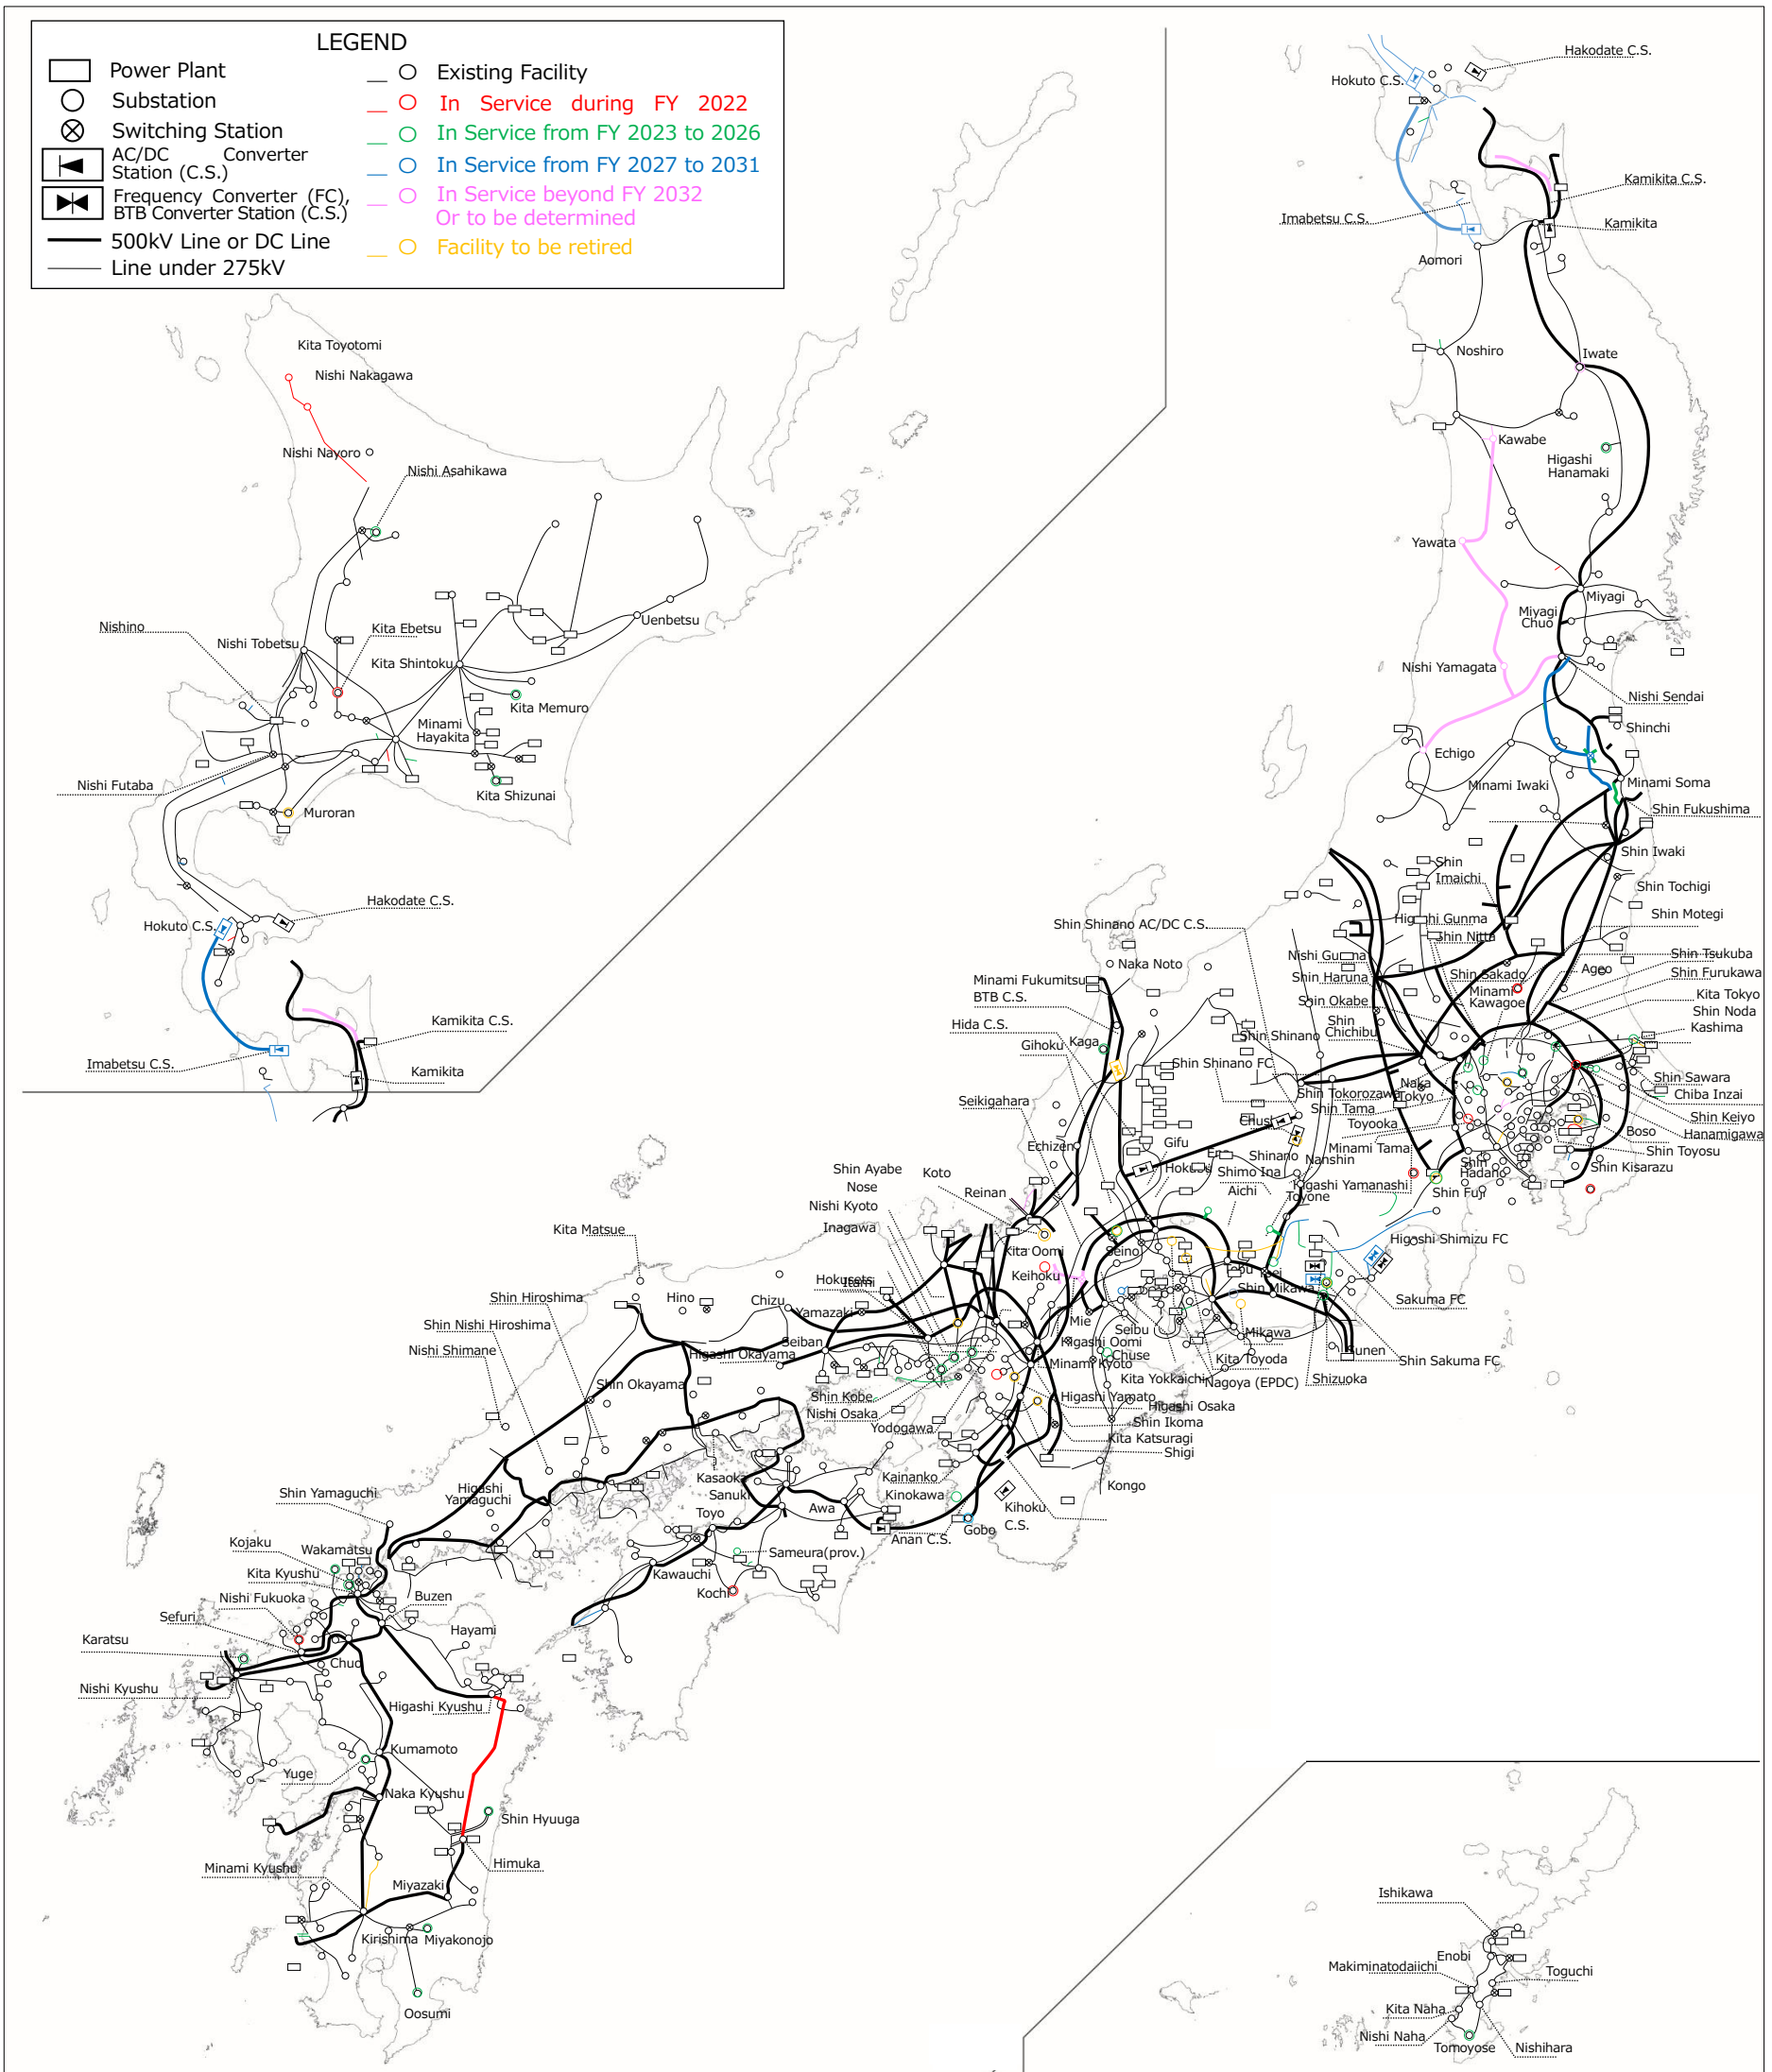 LEGEND
Power Plant
Substation
Switching Station
AC/DC Converter
Station (C.S.)
Frequency Converter (FC),
BTB Converter Station (C.S.)
500kV Line or DC Line
Line under 275kV
Existing Facility
In Service during FY 2022
In Service from FY 2023 to 2026
In Service from FY 2027 to 2031
In Service beyond FY 2032
Or to be determined
Facility to be retired
Kita Toyotomi
Nishi Nakagawa
Nishi Nayoro
Nishi Asahikawa
Nishino
Nishi Tobetsu
Kita Ebetsu
Uenbetsu
Kita Shintoku
Kita Memuro
Minami
Hayakita
Nishi Futaba
Kita Shizunai
Muroran
Hakodate C.S.
Hokuto C.S.
Kamikita C.S.
Imabetsu C.S.
Kamikita
Hakodate C.S.
Hokuto C.S.
Kamikita C.S.
Imabetsu C.S.
Kamikita
Aomori
Noshiro
Iwate
Kawabe
Higashi
Hanamaki
Yawata
Miyagi
Miyagi
Chuo
Nishi Yamagata
Nishi Sendai
Shinchi
Echigo
Minami Iwaki
Minami Soma
Shin Fukushima
Shin Iwaki
Shin
Imaichi
Shin Tochigi
Shin Motegi
Higashi Gunma
Shin Nitta
Shin Shinano AC/DC C.S.
Nishi Gunma
Shin Haruna
Shin Sakado
Ageo
Shin Tsukuba
Shin Furukawa
Minami
Kawagoe
Kita Tokyo
Shin Noda
Kashima
Shin Okabe
Shin
Chichibu
Naka Noto
Minami Fukumitsu
BTB C.S.
Hida C.S.
Gihoku
Kaga
Shin Shinano
Shin Shinano FC
Shin Sawara
Chiba Inzai
Shin Keiyo
Hanamigawa
Boso
Shin Toyosu
Shin Kisarazu
Naka
Tokyo
Shin Tokorozawa
Shin Tama
Toyooka
Minami Tama
Shin
Hadano
Higashi Yamanashi
Shin Fuji
Seikigahara
Echizen
Gifu
Shinano
Nanshin
Shimo Ina
Aichi
Toyone
Shin Ayabe
Nose
Koto
Reinan
Nishi Kyoto
Inagawa
Kita Matsue
Kita Oomi
Seino
Keihoku
Higashi Shimizu FC
Itami
Hino
Chizu
Yamazaki
Shin Mikawa
Sakuma FC
Shin Hiroshima
Shin Nishi Hiroshima
Nishi Shimane
Seiban
Higashi Okayama
Mie
Seibu
Higashi Oomi
Chuse
Mikawa
Kita Toyoda
Shin Sakuma FC
Shizuoka
Minami Kyoto
Kita Yokkaichi
Nagoya (EPDC)
Shin Okayama
Shin Kobe
Nishi Osaka
Yodogawa
Higashi Yamato
Higashi Osaka
Shin Ikoma
Kita Katsuragi
Shigi
Kongo
Kainanko
Kinokawa
Kihoku
C.S.
Gobo
Anan C.S.
Kasaoka
Sanuki
Toyo
Awa
Sameura(prov.)
Kawauchi
Kochi
Higashi
Yamaguchi
Shin Yamaguchi
Kojaku
Wakamatsu
Kita Kyushu
Nishi Fukuoka
Buzen
Sefuri
Karatsu
Hayami
Chuo
Nishi Kyushu
Higashi Kyushu
Kumamoto
Yuge
Naka Kyushu
Shin Hyuuga
Himuka
Minami Kyushu
Miyazaki
Kirishima
Miyakonojo
Oosumi
Ishikawa
Enobi
Makiminatodaiichi
Toguchi
Kita Naha
Nishi Naha
Tomoyose
Nishihara